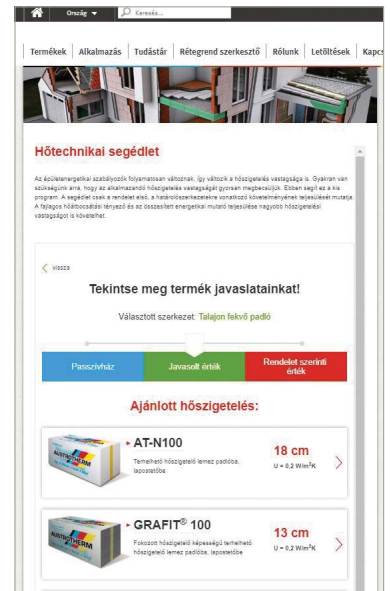 Ország
Keresés...
Termékek Alkalmazás Tudástár Rétegrend szerkesztő Rólunk Letöltések Kapcs
Hőtechnikai segédlet
Az épületenergetikai szabályozók folyamatosan változnak, így változik a hőszigetelés vastagsága is. Gyakran van
szükségünk arra, hogy az alkalmazandó hőszigetelés vastagságát gyorsan megbecsüljük. Ebben segít ez a kis
program. A segédlet csak a rendelet első, a határolószerkezetekre vonatkozó követelményének teljesülését mutatja.
A fajlagos hőátbocsátási tényező és az összesített energetikai mutató teljesülése nagyobb hőszigetelési
vastagságot is követelhet.
vissza
Tekintse meg termék javaslatainkat!
Választott szerkezet: Talajon fekvő padló
Passzívház
Javasolt érték
Rendelet szerinti
érték
Ajánlott hőszigetelés:
AUSTROTHERM
AT-N100
Terhelhető hőszigetelő lemez padlóba,
lapostetőbe
18 cm
U = 0,2 W/m²K
AUSTROTHERM
GRAFIT® 100
Fokozott hőszigetelő képességű terhelhető
hőszigetelő lemez padlóba, lapostetőbe
13 cm
U = 0,2 W/m²K